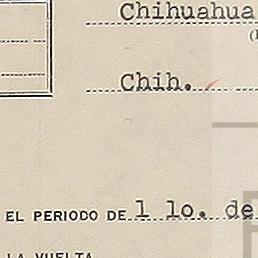 Chihuahua
Chih.
EL PERIODO DE 1 lo. de
LA VUELTA